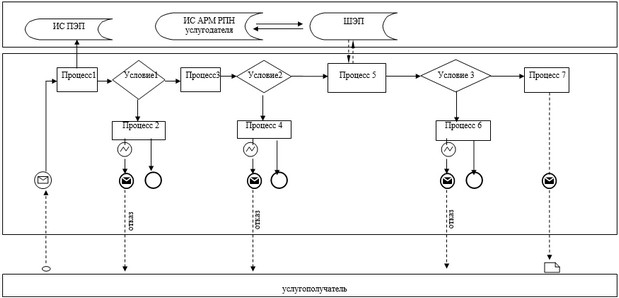 ИС ПЭП
ИС АРМ РПН
услугодателя
ШЭП
Процесс1
Условие1
Процесс3
Условие2
Процесс 5
Условие 3
Процесс 7
Процесс 2
Процесс 4
Процесс 6
отказ
отказ
отказ
услугополучатель